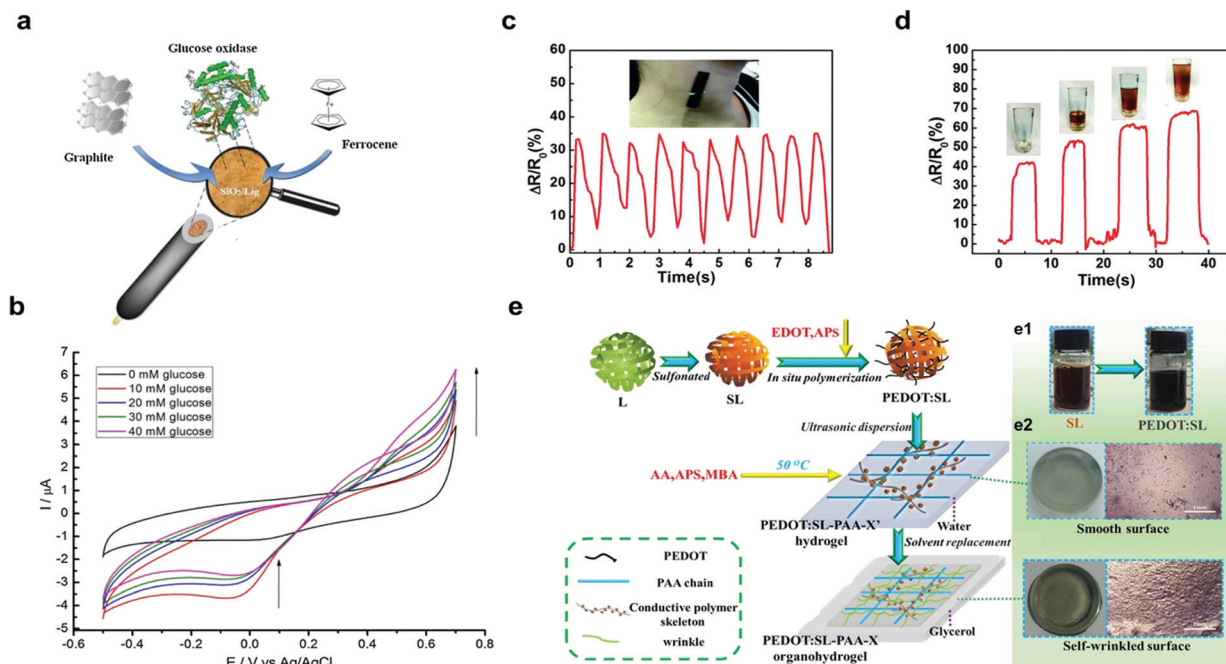 a
Glucose oxidase
Graphite
Ferrocene
SiO₂/Lig
b
7
6
5
4
3
2
1
0
-1
-2
-3
-4
-5
I / µA
0 mM glucose
10 mM glucose
20 mM glucose
30 mM glucose
40 mM glucose
-0.6 -0.4 -0.2 0.0 0.2 0.4 0.6 0.8
E / V vs Ag/AgCl
c
60
50
40
30
20
10
0
ΔR/R₀(%)
0 1 2 3 4 5 6 7 8
Time(s)
d
100
90
80
70
60
50
40
30
20
10
0
ΔR/R₀(%)
0 10 20 30 40
Time(s)
e
EDOT,APS
Sulfonated
In situ polymerization
L
SL
PEDOT:SL
Ultrasonic dispersion
AA,APS,MBA
50 °C
PEDOT:SL-PAA-X'
hydrogel
Water
Solvent replacement
PEDOT
PAA chain
Conductive polymer
skeleton
wrinkle
Glycerol
PEDOT:SL-PAA-X
organohydrogel
e1
SL
PEDOT:SL
e2
Smooth surface
Self-wrinkled surface